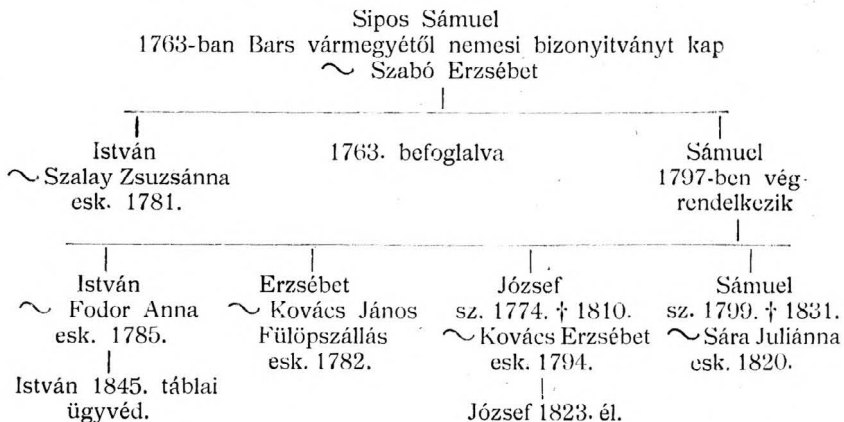 Sipos Sámuel
1763-ban Bars vármegyétől nemesi bizonyitványt kap
~ Szabó Erzsébet
István 1763. befoglalva Sámuel
~ Szalay Zsuzsánna 1797-ben vég-
esk. 1781. rendelkezik
István Erzsébet József Sámuel
~ Fodor Anna ~ Kovács János sz. 1774. † 1810. sz. 1799. † 1831.
esk. 1785. Fülöpszállás ~ Kovács Erzsébet ~ Sára Juliánna
esk. 1782. esk. 1794. esk. 1820.
István 1845. táblai
ügyvéd. József 1823. él.